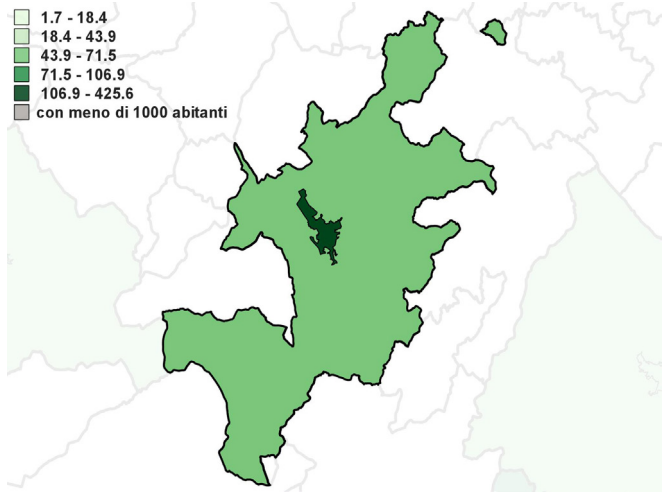 1.7 - 18.4
18.4 - 43.9
43.9 - 71.5
71.5 - 106.9
106.9 - 425.6
con meno di 1000 abitanti